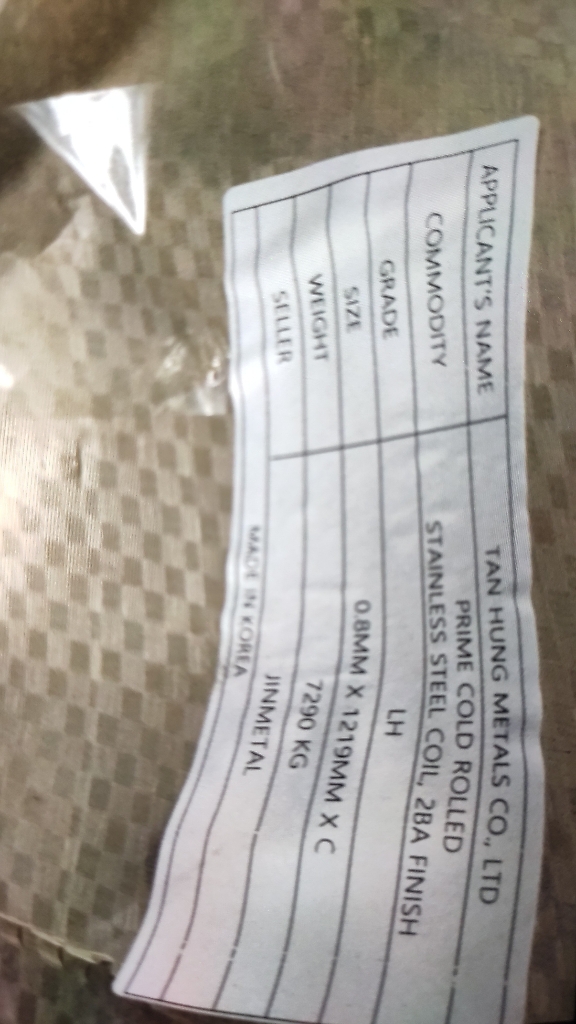 APPLICANT'S NAME TAN HUNG METALS CO., LTD
COMMODITY PRIME COLD ROLLED
STAINLESS STEEL COIL, 2BA FINISH
GRADE LH
SIZE 0.8MM X 1219MM X C
WEIGHT 7290 KG
SELLER JINMETAL
MADE IN KOREA